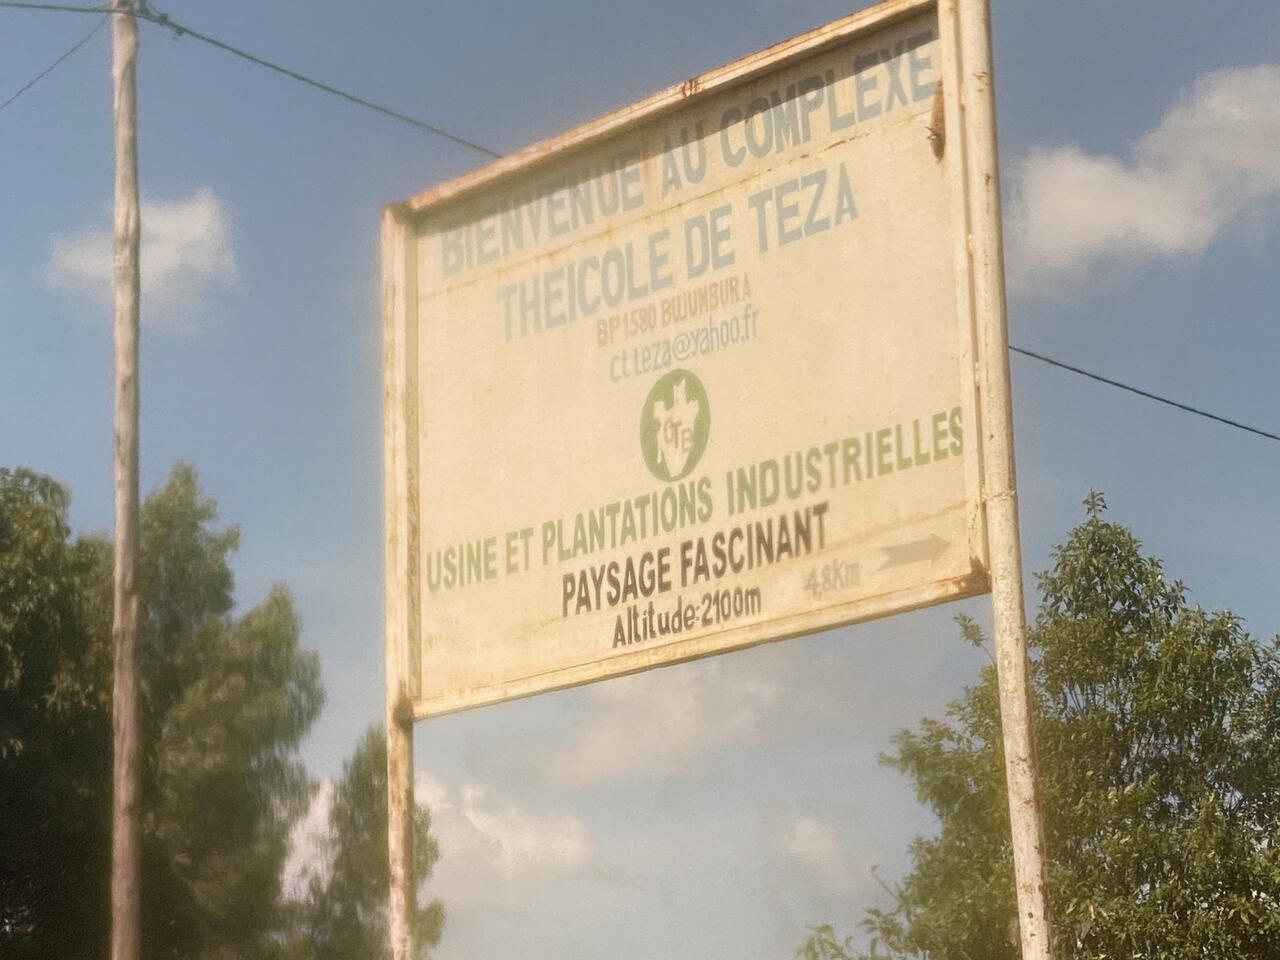 BIENVENUE AU COMPLEXE
THEICOLE DE TEZA
BP 1580 BUJUMBURA
ct.teza@yahoo.fr
OTB
USINE ET PLANTATIONS INDUSTRIELLES
PAYSAGE FASCINANT
4,8Km
Altitude:2100m